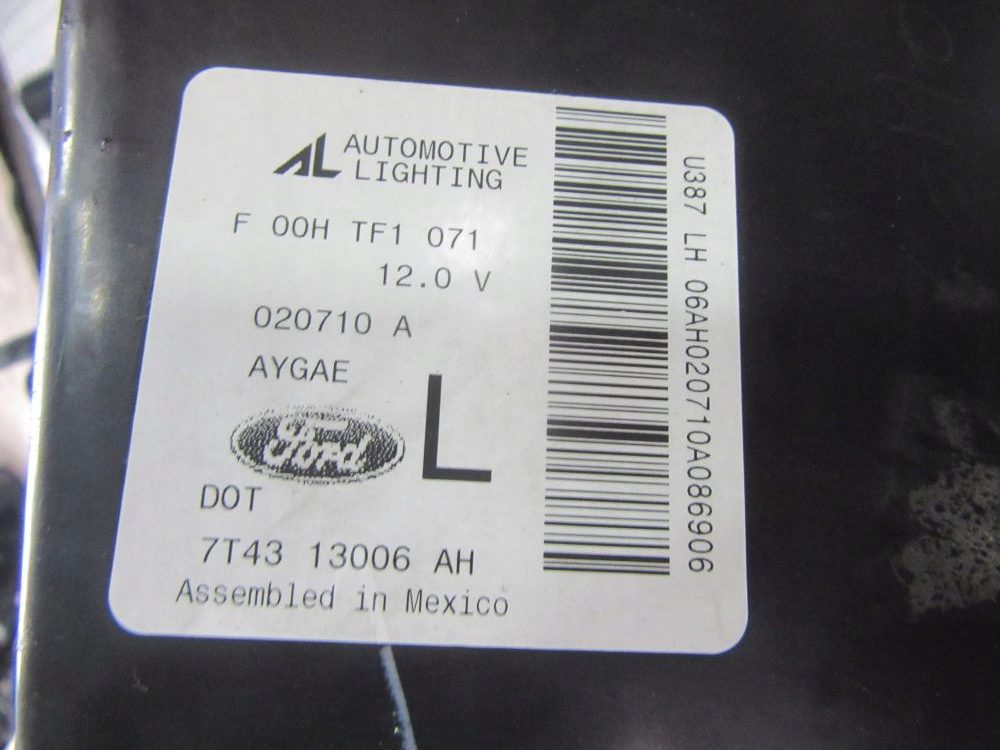 AL AUTOMOTIVE
LIGHTING
F 00H TF1 071
12.0 V
020710 A
AYGAE
L
Ford
DOT
7T43 13006 AH
Assembled in Mexico
U387 LH 06AH020710A086906